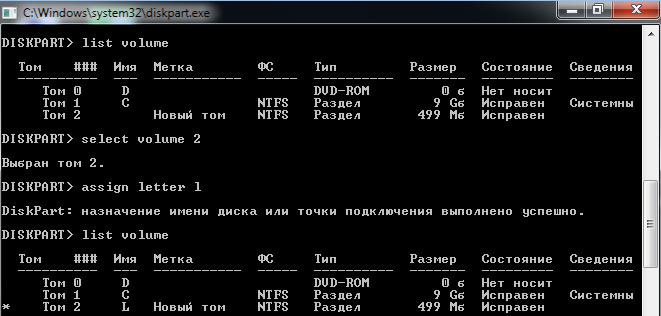 C:\Windows\system32\diskpart.exe
DISKPART> list volume
Том ### Имя Метка ФС Тип Размер Состояние Сведения
Том 0 D DVD-ROM 0 б Нет носит
Том 1 C NTFS Раздел 9 Gб Исправен Системны
Том 2 Новый том NTFS Раздел 499 Mб Исправен
DISKPART> select volume 2
Выбран том 2.
DISKPART> assign letter l
DiskPart: назначение имени диска или точки подключения выполнено успешно.
DISKPART> list volume
Том ### Имя Метка ФС Тип Размер Состояние Сведения
Том 0 D DVD-ROM 0 б Нет носит
Том 1 C NTFS Раздел 9 Gб Исправен Системны
* Том 2 L Новый том NTFS Раздел 499 Mб Исправен